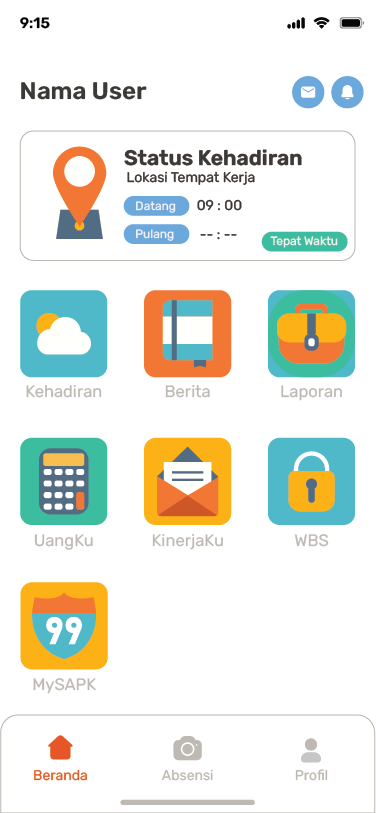 9:15
Nama User
Status Kehadiran
Lokasi Tempat Kerja
Datang 09 : 00
Pulang -- : --
Tepat Waktu
Kehadiran Berita Laporan
UangKu KinerjaKu WBS
99
MySAPK
Beranda Absensi Profil